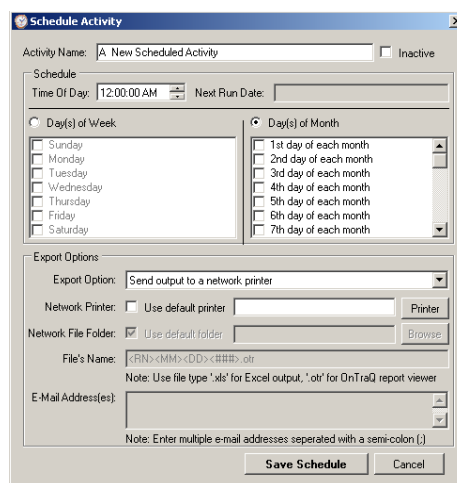 Schedule Activity
Activity Name: A New Scheduled Activity Inactive
Schedule
Time Of Day: 12:00:00 AM Next Run Date:
Day(s) of Week
Sunday
Monday
Tuesday
Wednesday
Thursday
Friday
Saturday
Day(s) of Month
1st day of each month
2nd day of each month
3rd day of each month
4th day of each month
5th day of each month
6th day of each month
7th day of each month
Export Options
Export Option: Send output to a network printer
Network Printer: Use default printer Printer
Network File Folder: Use default folder Browse
File's Name: <RN><MM><DD><###>.otr
Note: Use file type '.xls' for Excel output, '.otr' for OnTraQ report viewer
E-Mail Address(es):
Note: Enter multiple e-mail addresses seperated with a semi-colon (;)
Save Schedule Cancel